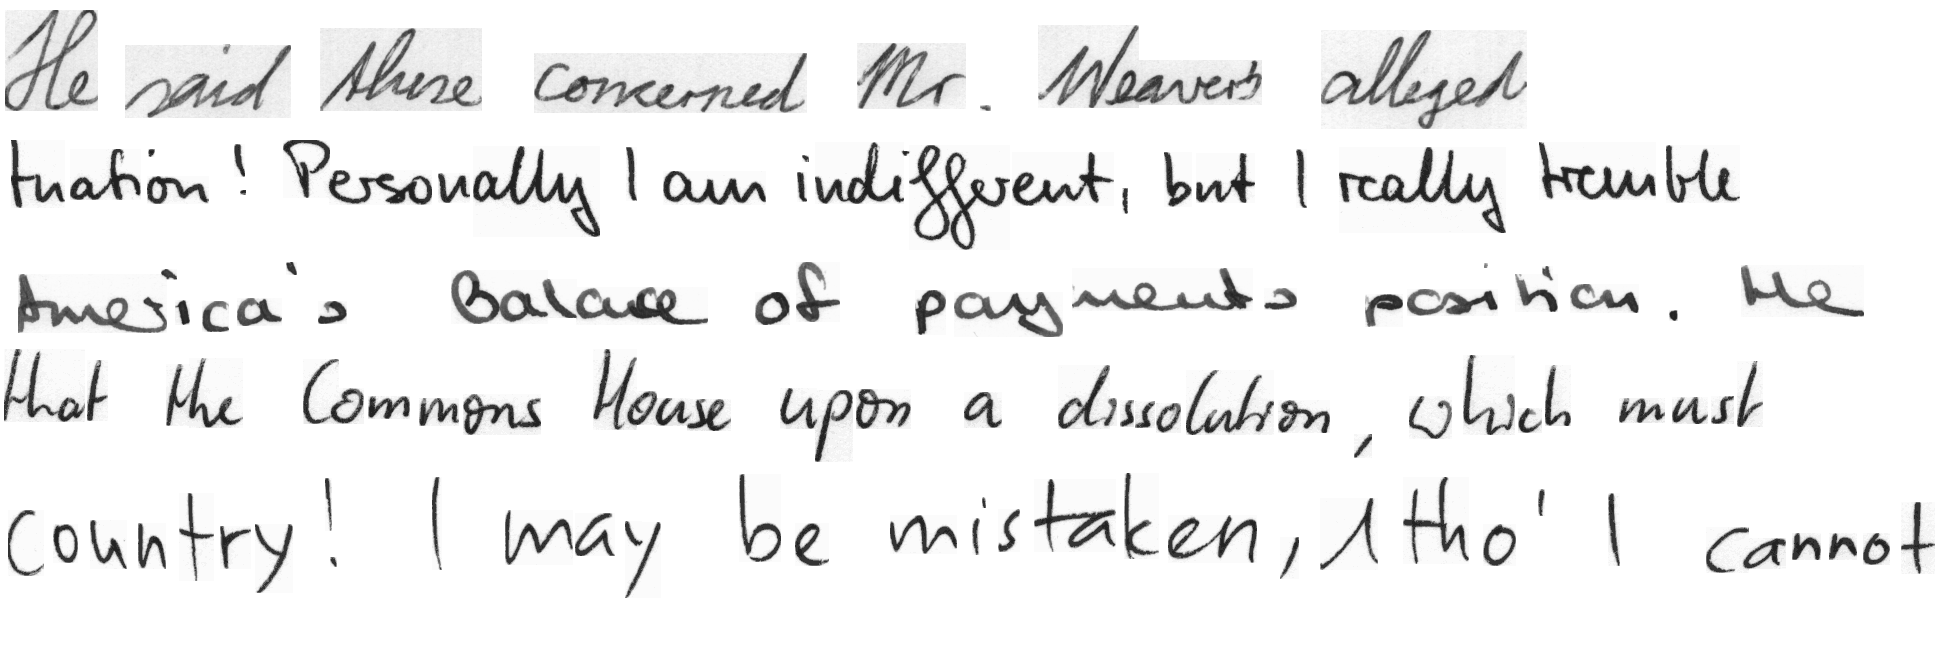 He said these concerned Mr. Weaver's alleged
tuation! Personally I am indifferent, but I really tremble
America's Balance of payments position. He
that the Commons House upon a dissolution, which must
country! I may be mistaken, 1tho' I cannot